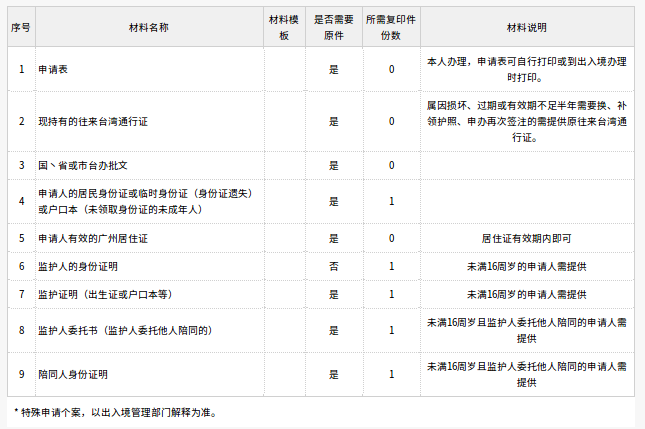 序号 材料名称 材料模板 是否需要原件 所需复印件份数 材料说明
1 申请表 是 0 本人办理，申请表可自行打印或到出入境办理时打印。
2 现持有的往来台湾通行证 是 0 属因损坏、过期或有效期不足半年需要换、补领护照、申办再次签注的需提供原往来台湾通行证。
3 国丶省或市台办批文 是 0
4 申请人的居民身份证或临时身份证（身份证遗失）或户口本（未领取身份证的未成年人） 是 1
5 申请人有效的广州居住证 是 0 居住证有效期内即可
6 监护人的身份证明 否 1 未满16周岁的申请人需提供
7 监护证明（出生证或户口本等） 是 1 未满16周岁的申请人需提供
8 监护人委托书（监护人委托他人陪同的） 是 1 未满16周岁且监护人委托他人陪同的申请人需提供
9 陪同人身份证明 是 1 未满16周岁且监护人委托他人陪同的申请人需提供
* 特殊申请个案，以出入境管理部门解释为准。